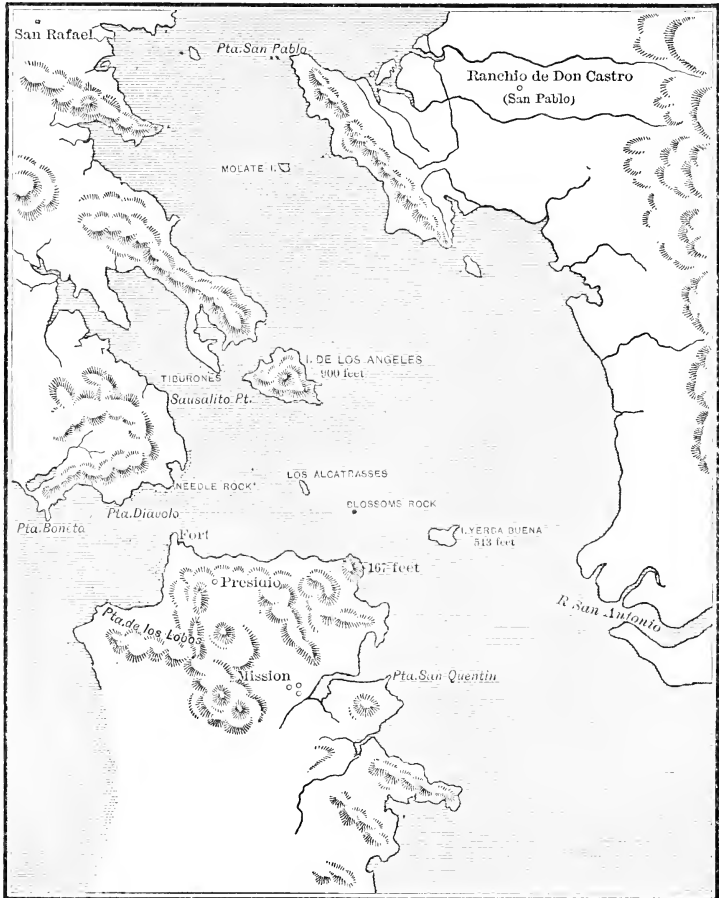 San Rafael
Pta. San Pablo
Ranchio de Don Castro
(San Pablo)
MOLATE I.
I. DE LOS ANGELES
900 feet
TIBURONES
Sausalito Pt.
NEEDLE ROCK
LOS ALCATRASSES
BLOSSOMS ROCK
Pta. Boneta
Pta. Diavolo
I. YERBA BUENA
513 feet
Fort
167 feet
Presidio
Pta. de los Lobos
R. San Antonio
Mission
Pta. San Quentin